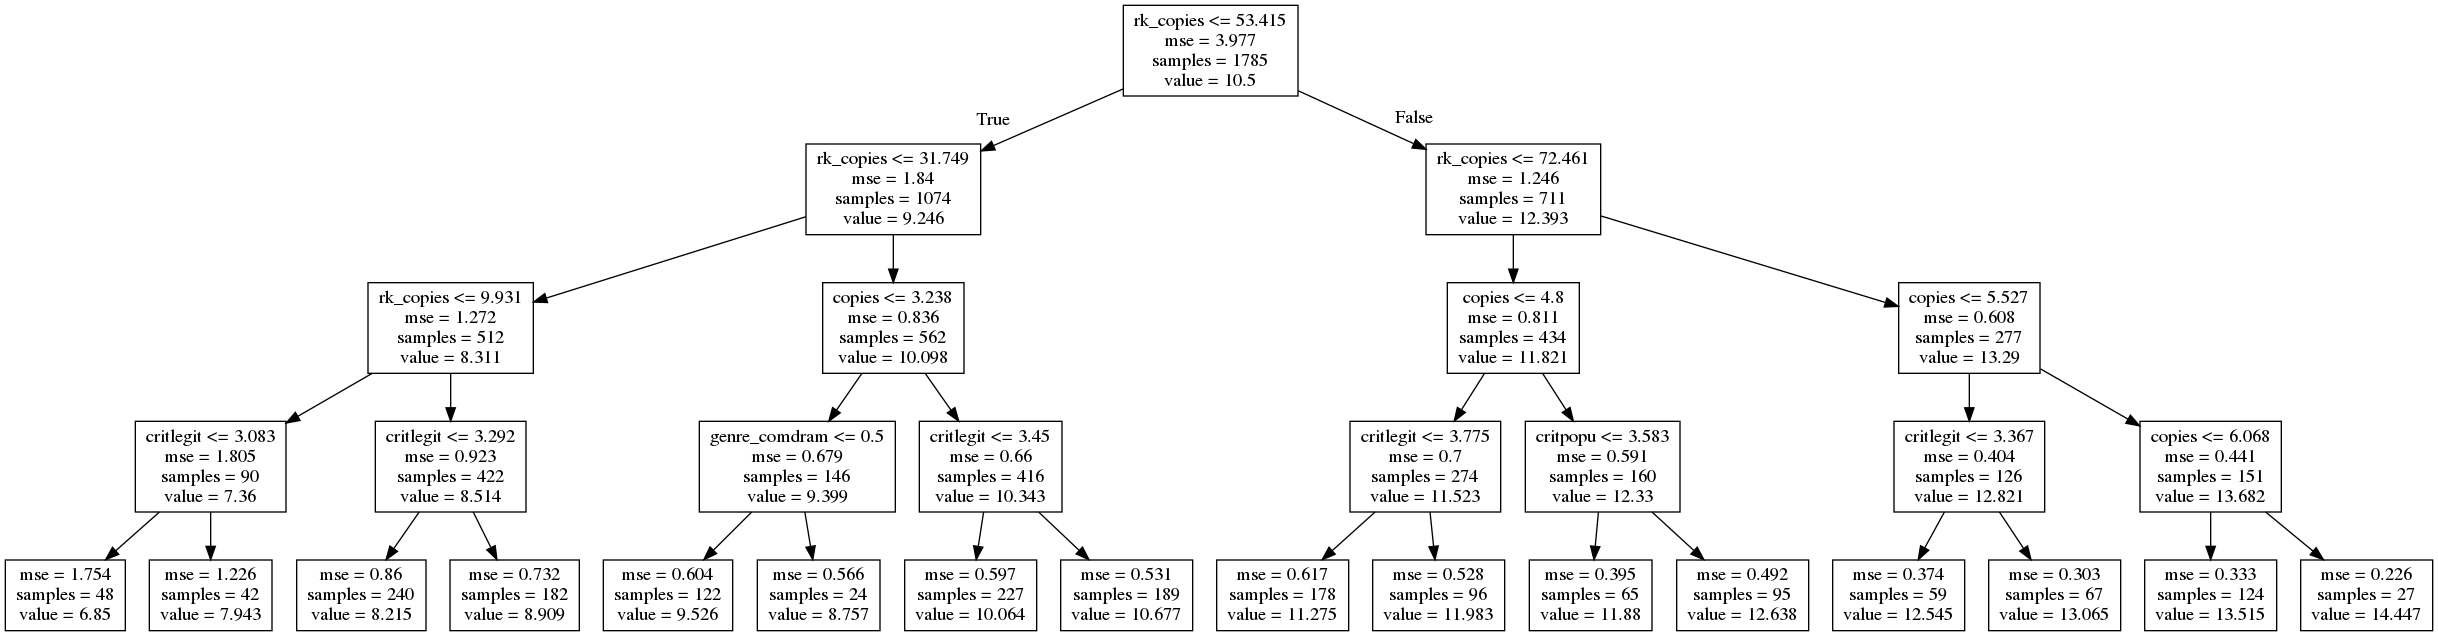 rk_copies <= 53.415
mse = 3.977
samples = 1785
value = 10.5
True
False
rk_copies <= 31.749
mse = 1.84
samples = 1074
value = 9.246
rk_copies <= 72.461
mse = 1.246
samples = 711
value = 12.393
rk_copies <= 9.931
mse = 1.272
samples = 512
value = 8.311
copies <= 3.238
mse = 0.836
samples = 562
value = 10.098
copies <= 4.8
mse = 0.811
samples = 434
value = 11.821
copies <= 5.527
mse = 0.608
samples = 277
value = 13.29
critlegit <= 3.083
mse = 1.805
samples = 90
value = 7.36
critlegit <= 3.292
mse = 0.923
samples = 422
value = 8.514
genre_comdram <= 0.5
mse = 0.679
samples = 146
value = 9.399
critlegit <= 3.45
mse = 0.66
samples = 416
value = 10.343
critlegit <= 3.775
mse = 0.7
samples = 274
value = 11.523
critpopu <= 3.583
mse = 0.591
samples = 160
value = 12.33
critlegit <= 3.367
mse = 0.404
samples = 126
value = 12.821
copies <= 6.068
mse = 0.441
samples = 151
value = 13.682
mse = 1.754
samples = 48
value = 6.85
mse = 1.226
samples = 42
value = 7.943
mse = 0.86
samples = 240
value = 8.215
mse = 0.732
samples = 182
value = 8.909
mse = 0.604
samples = 122
value = 9.526
mse = 0.566
samples = 24
value = 8.757
mse = 0.597
samples = 227
value = 10.064
mse = 0.531
samples = 189
value = 10.677
mse = 0.617
samples = 178
value = 11.275
mse = 0.528
samples = 96
value = 11.983
mse = 0.395
samples = 65
value = 11.88
mse = 0.492
samples = 95
value = 12.638
mse = 0.374
samples = 59
value = 12.545
mse = 0.303
samples = 67
value = 13.065
mse = 0.333
samples = 124
value = 13.515
mse = 0.226
samples = 27
value = 14.447